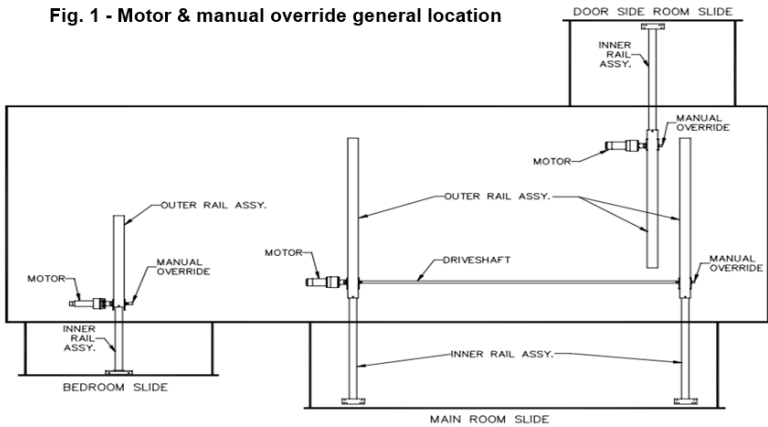 Fig. 1 - Motor & manual override general location
DOOR SIDE ROOM SLIDE
INNER
RAIL
ASSY.
MANUAL
OVERRIDE
MOTOR
OUTER RAIL ASSY.
OUTER RAIL ASSY.
MOTOR
DRIVESHAFT
MANUAL
OVERRIDE
MANUAL
OVERRIDE
MOTOR
INNER
RAIL
ASSY.
INNER RAIL ASSY.
BEDROOM SLIDE
MAIN ROOM SLIDE